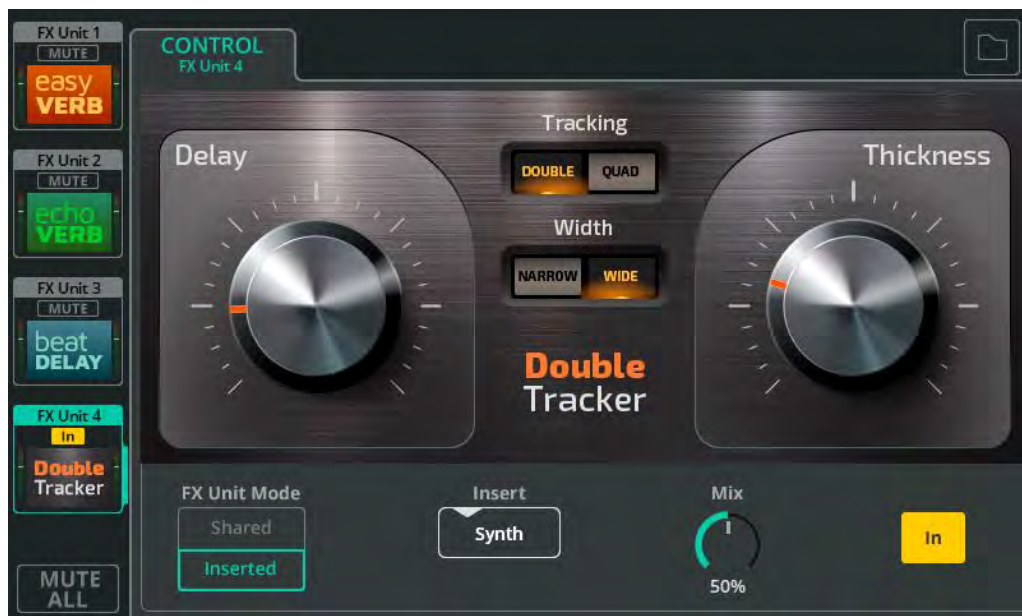 FX Unit 1
MUTE
easy
VERB
FX Unit 2
MUTE
echo
VERB
FX Unit 3
MUTE
beat
DELAY
FX Unit 4
In
Double
Tracker
MUTE
ALL
CONTROL
FX Unit 4
Delay
Tracking
DOUBLE QUAD
Width
NARROW WIDE
Double
Tracker
Thickness
FX Unit Mode
Shared
Inserted
Insert
Synth
Mix
50%
In